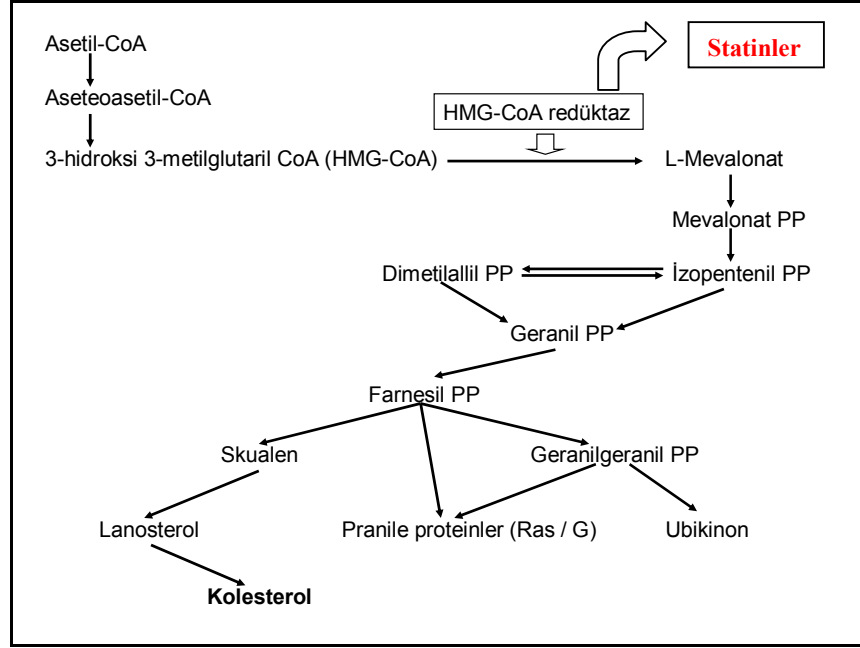 Asetil-CoA
Statinler
Aseteoasetil-CoA
HMG-CoA redüktaz
3-hidroksi 3-metilglutaril CoA (HMG-CoA)
L-Mevalonat
Mevalonat PP
Dimetilallil PP
İzopentenil PP
Geranil PP
Farnesil PP
Skualen
Geranilgeranil PP
Lanosterol
Pranile proteinler (Ras / G)
Ubikinon
Kolesterol